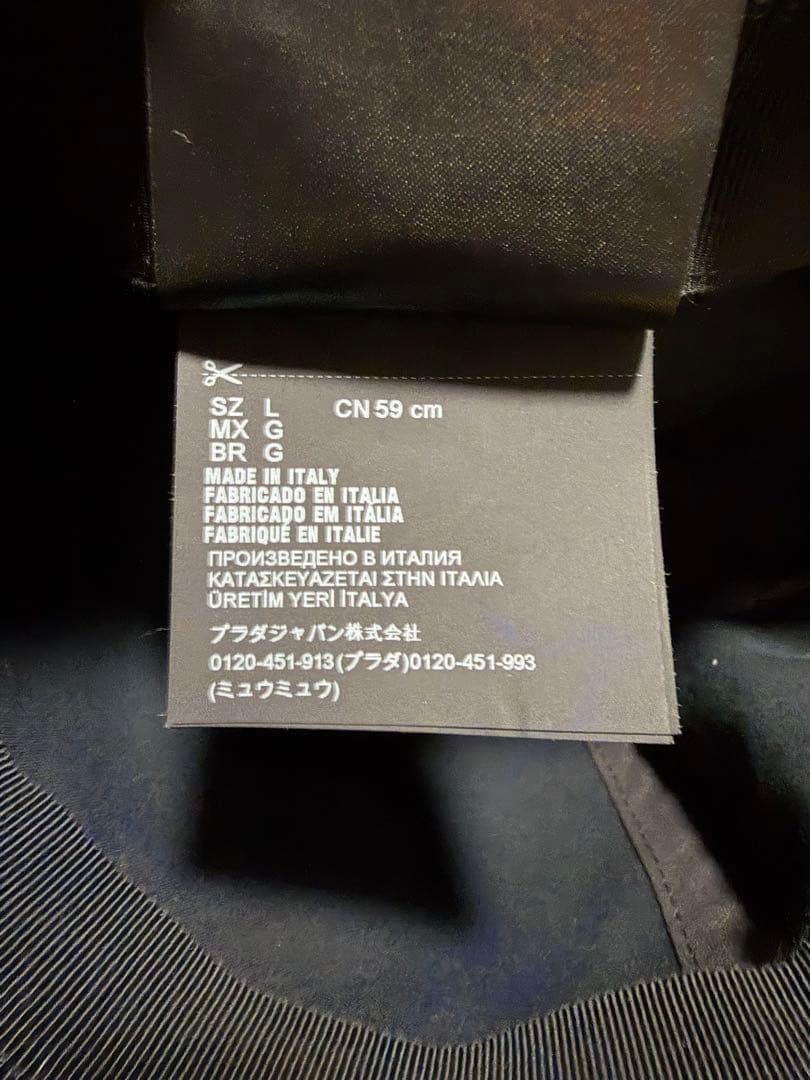 SZ L CN 59 cm
MX G
BR G
MADE IN ITALY
FABRICADO EN ITALIA
FABRICADO EM ITÁLIA
FABRIQUÉ EN ITALIE
ПРОИЗВЕДЕНО В ИТАЛИЯ
ΚΑΤΑΣΚΕΥΑΖΕΤΑΙ ΣΤΗΝ ΙΤΑΛΙΑ
ÜRETİM YERİ İTALYA
プラダジャパン株式会社
0120-451-913(プラダ)0120-451-993
(ミュウミュウ)